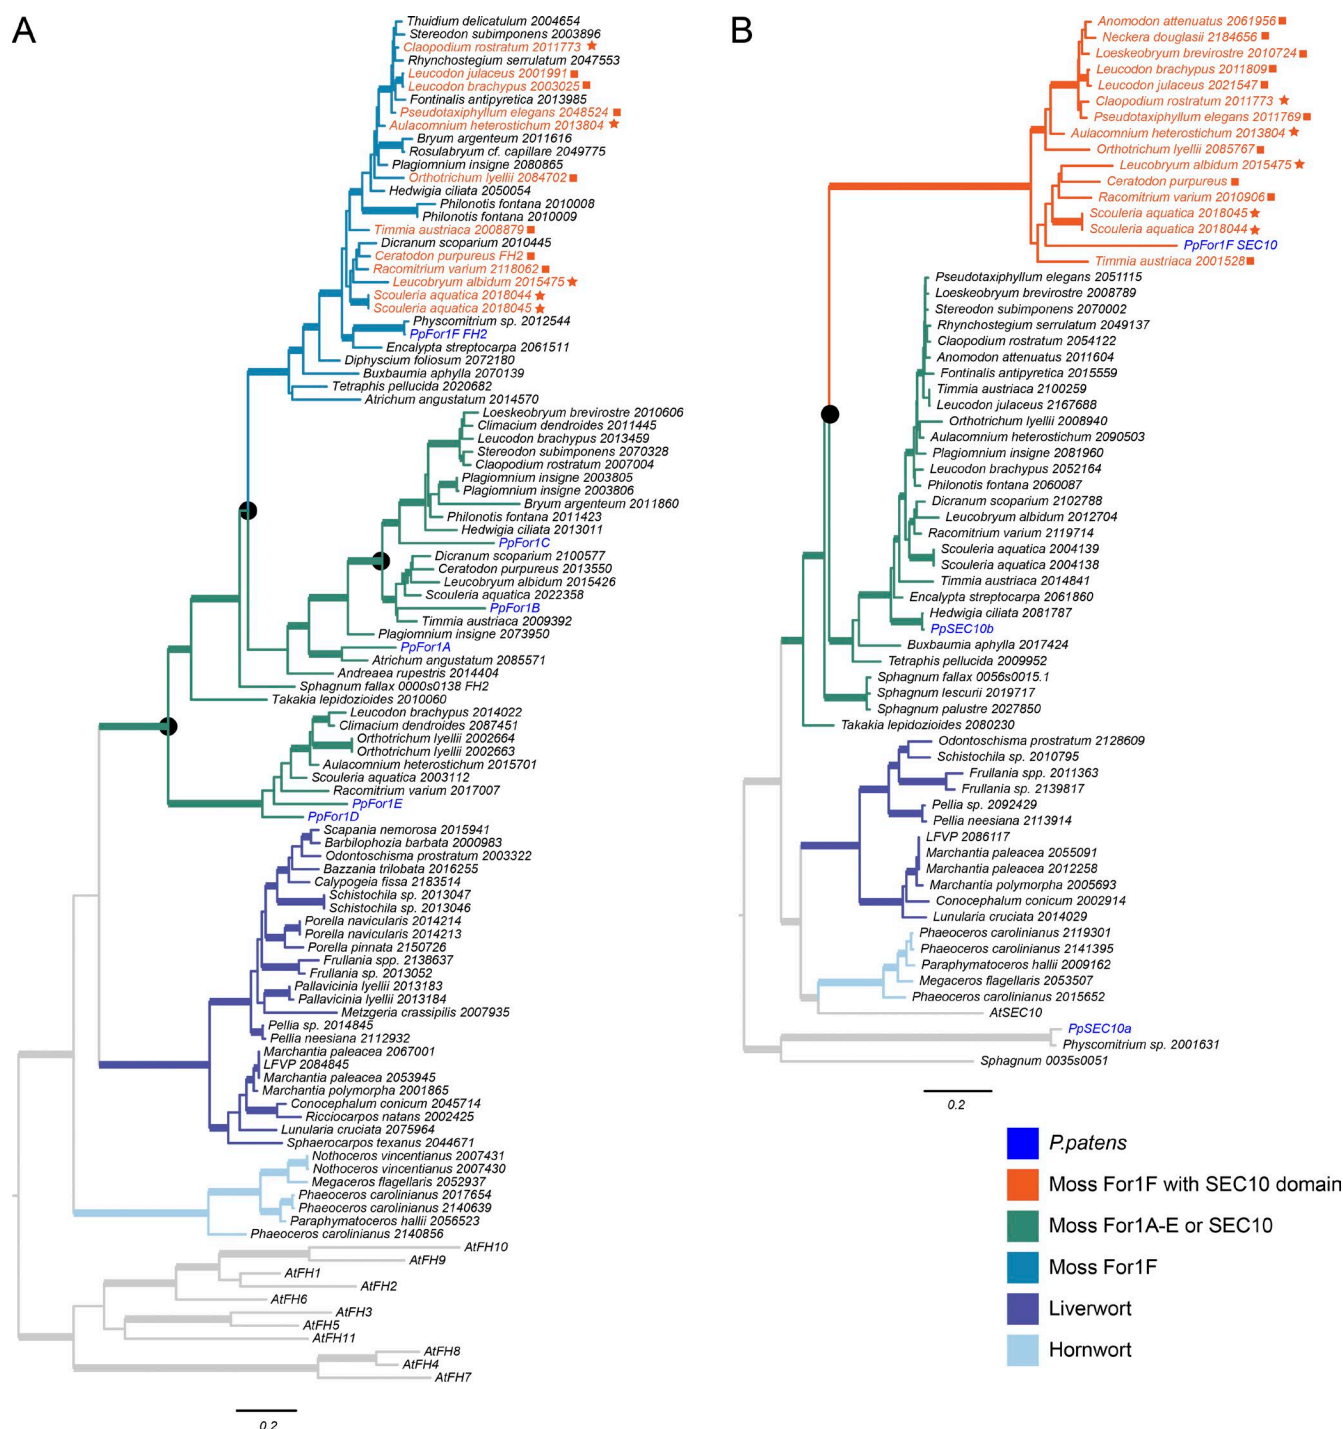 A
Thuidium delicatulum 2004654
Stereodon subimponens 2003896
Claopodium rostratum 2011773
Rhynchostegium serrulatum 2047553
Leucodon julaceus 2001991
Leucodon brachypus 2003025
Fontinalis antipyretica 2013985
Pseudotaxiphyllum elegans 2048524
Aulacomnium heterostichum 2013804
Bryum argenteum 2011616
Rosulabryum cf. capillare 2049775
Plagiomnium insigne 2080865
Orthotrichum lyellii 2084702
Hedwigia ciliata 2050054
Philonotis fontana 2010008
Philonotis fontana 2010009
Timmia austriaca 2008879
Dicranum scoparium 2010445
Ceratodon purpureus FH2
Racomitrium varium 2118062
Leucobryum albidum 2015475
Scouleria aquatica 2018044
Scouleria aquatica 2018045
Physcomitrium sp. 2012544
PpFor1F FH2
Encalypta streptocarpa 2061511
Diphyscium foliosum 2072180
Buxbaumia aphylla 2070139
Tetraphis pellucida 2020682
Atrichum angustatum 2014570
Loeskeobryum brevirostre 2010606
Climacium dendroides 2011445
Leucodon brachypus 2013459
Stereodon subimponens 2070328
Claopodium rostratum 2007004
Plagiomnium insigne 2003805
Plagiomnium insigne 2003806
Bryum argenteum 2011860
Philonotis fontana 2011423
Hedwigia ciliata 2013011
PpFor1C
Dicranum scoparium 2100577
Ceratodon purpureus 2013550
Leucobryum albidum 2015426
Scouleria aquatica 2022358
PpFor1B
Timmia austriaca 2009392
Plagiomnium insigne 2073950
PpFor1A
Atrichum angustatum 2085571
Andreaea rupestris 2014404
Sphagnum fallax 0000s0138 FH2
Takakia lepidozioides 2010060
Leucodon brachypus 2014022
Climacium dendroides 2087451
Orthotrichum lyellii 2002664
Orthotrichum lyellii 2002663
Aulacomnium heterostichum 2015701
Scouleria aquatica 2003112
Racomitrium varium 2017007
PpFor1E
PpFor1D
Scapania nemorosa 2015941
Barbilophozia barbata 2000983
Odontoschisma prostratum 2003322
Bazzania trilobata 2016255
Calypogeia fissa 2183514
Schistochila sp. 2013047
Schistochila sp. 2013046
Porella navicularis 2014214
Porella navicularis 2014213
Porella pinnata 2150726
Frullania spp. 2138637
Frullania sp. 2013052
Pallavicinia lyellii 2013183
Pallavicinia lyellii 2013184
Metzgeria crassipilis 2007935
Pellia sp. 2014845
Pellia neesiana 2112932
Marchantia paleacea 2067001
LFVP 2084845
Marchantia paleacea 2053945
Marchantia polymorpha 2001865
Conocephalum conicum 2045714
Ricciocarpos natans 2002425
Lunularia cruciata 2075964
Sphaerocarpos texanus 2044671
Nothoceros vincentianus 2007431
Nothoceros vincentianus 2007430
Megaceros flagellaris 2052937
Phaeoceros carolinianus 2017654
Phaeoceros carolinianus 2140639
Paraphymatoceros hallii 2056523
Phaeoceros carolinianus 2140856
AtFH10
AtFH9
AtFH1
AtFH2
AtFH6
AtFH3
AtFH5
AtFH11
AtFH8
AtFH4
AtFH7
0.2
B
Anomodon attenuatus 2061956
Neckera douglasii 2184656
Loeskeobryum brevirostre 2010724
Leucodon brachypus 2011809
Leucodon julaceus 2021547
Claopodium rostratum 2011773
Pseudotaxiphyllum elegans 2011769
Aulacomnium heterostichum 2013804
Orthotrichum lyellii 2085767
Leucobryum albidum 2015475
Ceratodon purpureus
Racomitrium varium 2010906
Scouleria aquatica 2018045
Scouleria aquatica 2018044
PpFor1F SEC10
Timmia austriaca 2001528
Pseudotaxiphyllum elegans 2051115
Loeskeobryum brevirostre 2008789
Stereodon subimponens 2070002
Rhynchostegium serrulatum 2049137
Claopodium rostratum 2054122
Anomodon attenuatus 2011604
Fontinalis antipyretica 2015559
Timmia austriaca 2100259
Leucodon julaceus 2167688
Orthotrichum lyellii 2008940
Aulacomnium heterostichum 2090503
Plagiomnium insigne 2081960
Leucodon brachypus 2052164
Philonotis fontana 2060087
Dicranum scoparium 2102788
Leucobryum albidum 2012704
Racomitrium varium 2119714
Scouleria aquatica 2004139
Scouleria aquatica 2004138
Timmia austriaca 2014841
Encalypta streptocarpa 2061860
Hedwigia ciliata 2081787
PpSEC10b
Buxbaumia aphylla 2017424
Tetraphis pellucida 2009952
Sphagnum fallax 0056s0015.1
Sphagnum lescurii 2019717
Sphagnum palustre 2027850
Takakia lepidozioides 2080230
Odontoschisma prostratum 2128609
Schistochila sp. 2010795
Frullania spp. 2011363
Frullania sp. 2139817
Pellia sp. 2092429
Pellia neesiana 2113914
LFVP 2086117
Marchantia paleacea 2055091
Marchantia paleacea 2012258
Marchantia polymorpha 2005693
Conocephalum conicum 2002914
Lunularia cruciata 2014029
Phaeoceros carolinianus 2119301
Phaeoceros carolinianus 2141395
Paraphymatoceros hallii 2009162
Megaceros flagellaris 2053507
Phaeoceros carolinianus 2015652
AtSEC10
PpSEC10a
Physcomitrium sp. 2001631
Sphagnum 0035s0051
0.2
P.patens
Moss For1F with SEC10 domain
Moss For1A-E or SEC10
Moss For1F
Liverwort
Hornwort